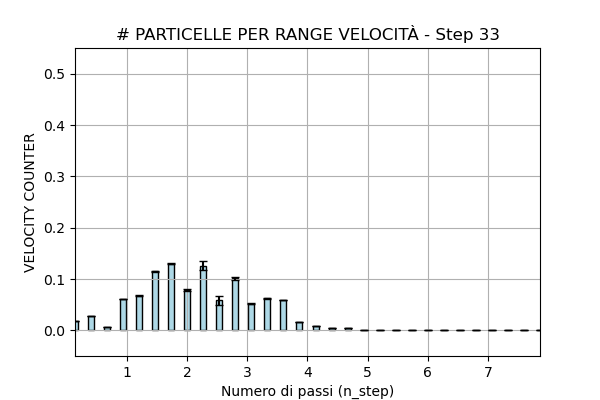 # PARTICELLE PER RANGE VELOCITÀ - Step 33
VELOCITY COUNTER
0.5
0.4
0.3
0.2
0.1
0.0
1 2 3 4 5 6 7
Numero di passi (n_step)